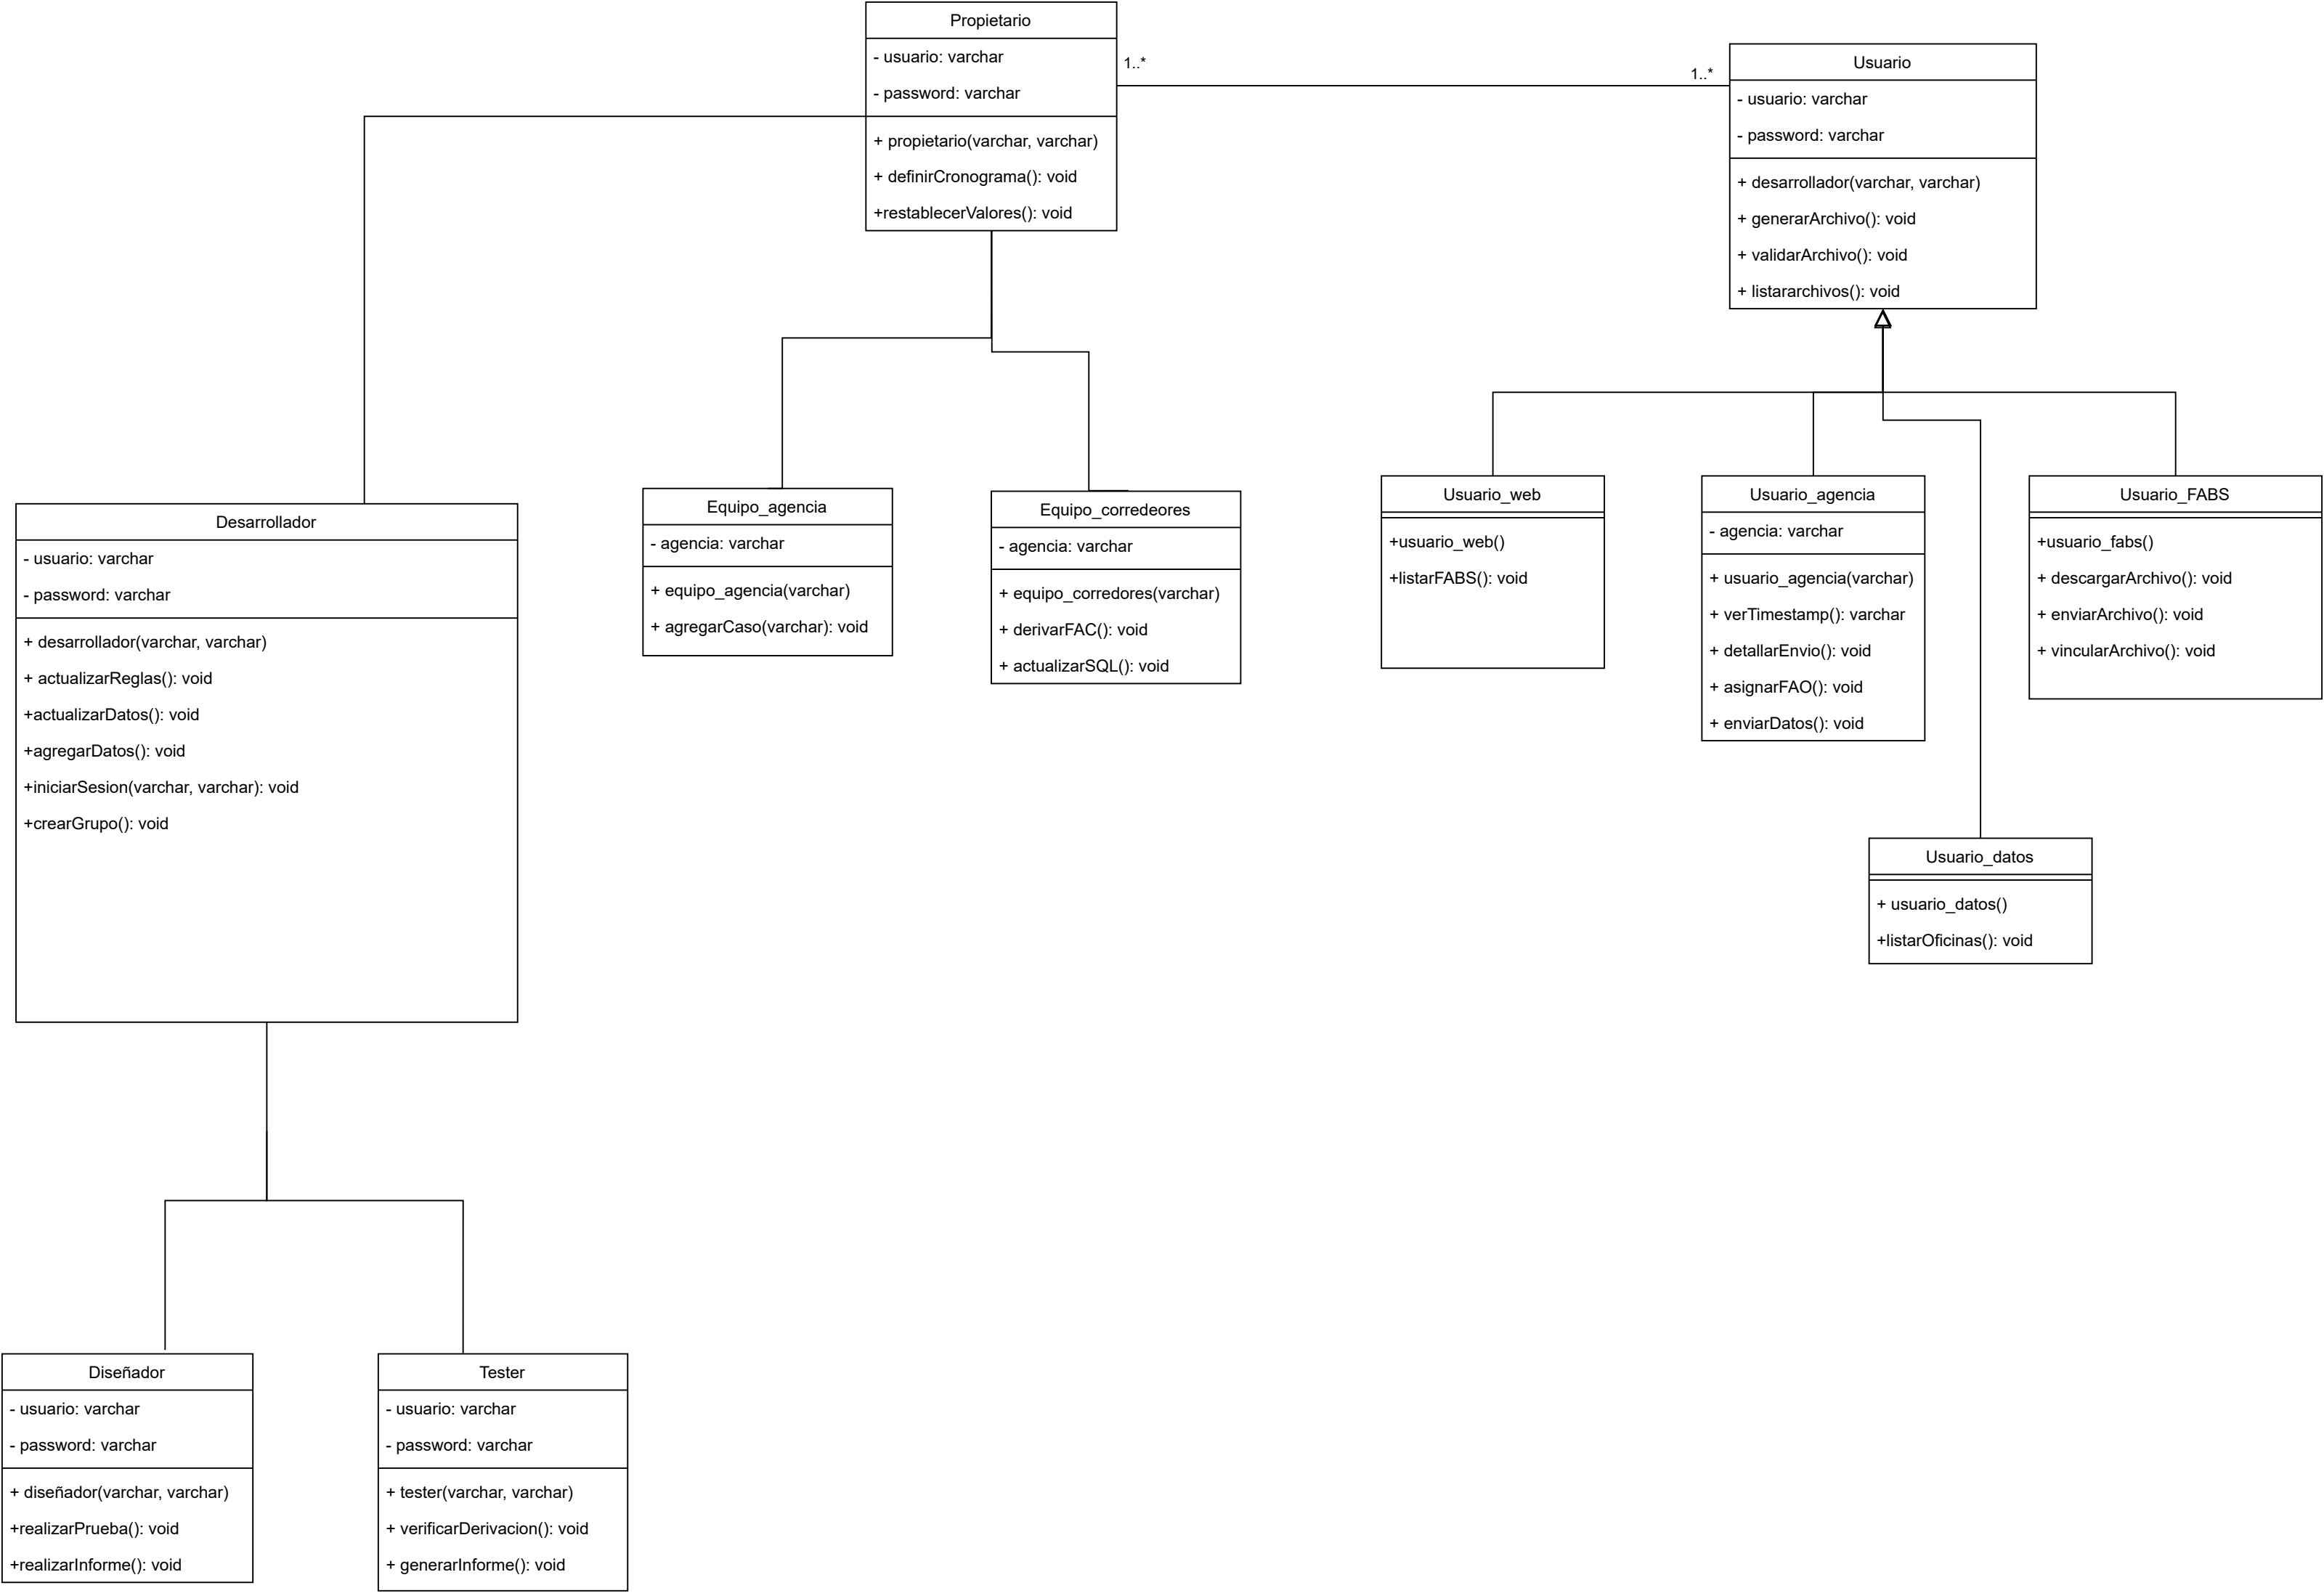 Propietario
- usuario: varchar
- password: varchar
+ propietario(varchar, varchar)
+ definirCronograma(): void
+restablecerValores(): void
1..*
1..*
Usuario
- usuario: varchar
- password: varchar
+ desarrollador(varchar, varchar)
+ generarArchivo(): void
+ validarArchivo(): void
+ listararchivos(): void
Desarrollador
- usuario: varchar
- password: varchar
+ desarrollador(varchar, varchar)
+ actualizarReglas(): void
+actualizarDatos(): void
+agregarDatos(): void
+iniciarSesion(varchar, varchar): void
+crearGrupo(): void
Equipo_agencia
- agencia: varchar
+ equipo_agencia(varchar)
+ agregarCaso(varchar): void
Equipo_corredeores
- agencia: varchar
+ equipo_corredores(varchar)
+ derivarFAC(): void
+ actualizarSQL(): void
Usuario_web
+usuario_web()
+listarFABS(): void
Usuario_agencia
- agencia: varchar
+ usuario_agencia(varchar)
+ verTimestamp(): varchar
+ detallarEnvio(): void
+ asignarFAO(): void
+ enviarDatos(): void
Usuario_FABS
+usuario_fabs()
+ descargarArchivo(): void
+ enviarArchivo(): void
+ vincularArchivo(): void
Usuario_datos
+ usuario_datos()
+listarOficinas(): void
Diseñador
- usuario: varchar
- password: varchar
+ diseñador(varchar, varchar)
+realizarPrueba(): void
+realizarInforme(): void
Tester
- usuario: varchar
- password: varchar
+ tester(varchar, varchar)
+ verificarDerivacion(): void
+ generarInforme(): void